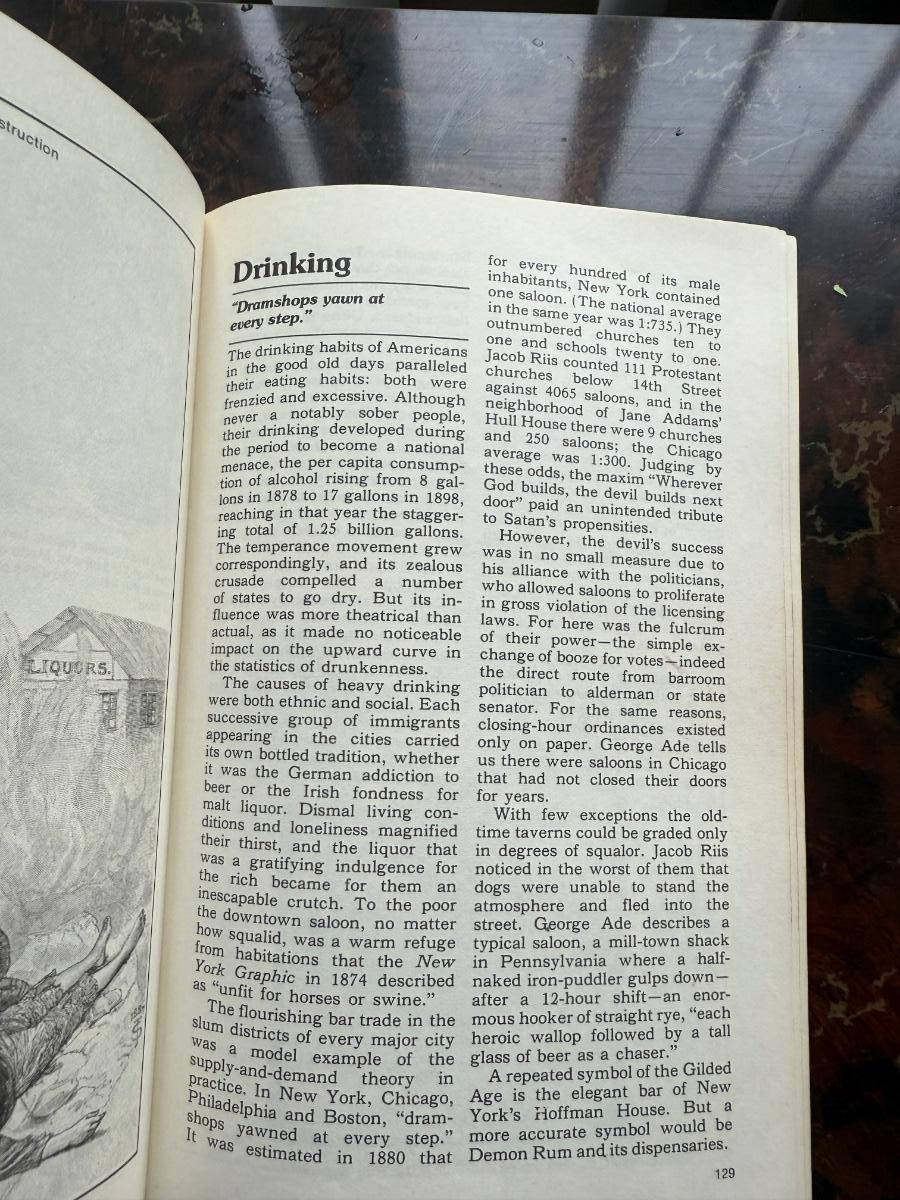 struction
LIQUORS.
Drinking
"Dramshops yawn at
every step."
The drinking habits of Americans
in the good old days paralleled
their eating habits: both were
frenzied and excessive. Although
never a notably sober people,
their drinking developed during
the period to become a national
menace, the per capita consump-
tion of alcohol rising from 8 gal-
lons in 1878 to 17 gallons in 1898,
reaching in that year the stagger-
ing total of 1.25 billion gallons.
The temperance movement grew
correspondingly, and its zealous
crusade compelled a number
of states to go dry. But its in-
fluence was more theatrical than
actual, as it made no noticeable
impact on the upward curve in
the statistics of drunkenness.
The causes of heavy drinking
were both ethnic and social. Each
successive group of immigrants
appearing in the cities carried
its own bottled tradition, whether
it was the German addiction to
beer or the Irish fondness for
malt liquor. Dismal living con-
ditions and loneliness magnified
their thirst, and the liquor that
was a gratifying indulgence for
the rich became for them an
inescapable crutch. To the poor
the downtown saloon, no matter
how squalid, was a warm refuge
from habitations that the New
York Graphic in 1874 described
as "unfit for horses or swine."
The flourishing bar trade in the
slum districts of every major city
was a model example of the
supply-and-demand theory in
practice. In New York, Chicago,
Philadelphia and Boston, "dram-
shops yawned at every step."
It was estimated in 1880 that
for every hundred of its male
inhabitants, New York contained
one saloon. (The national average
in the same year was 1:735.) They
outnumbered churches ten to
one and schools twenty to one.
Jacob Riis counted 111 Protestant
churches below 14th Street
against 4065 saloons, and in the
neighborhood of Jane Addams'
Hull House there were 9 churches
and 250 saloons; the Chicago
average was 1:300. Judging by
these odds, the maxim "Wherever
God builds, the devil builds next
door" paid an unintended tribute
to Satan's propensities.
However, the devil's success
was in no small measure due to
his alliance with the politicians,
who allowed saloons to proliferate
in gross violation of the licensing
laws. For here was the fulcrum
of their power—the simple ex-
change of booze for votes—indeed
the direct route from barroom
politician to alderman or state
senator. For the same reasons,
closing-hour ordinances existed
only on paper. George Ade tells
us there were saloons in Chicago
that had not closed their doors
for years.
With few exceptions the old-
time taverns could be graded only
in degrees of squalor. Jacob Riis
noticed in the worst of them that
dogs were unable to stand the
atmosphere and fled into the
street. George Ade describes a
typical saloon, a mill-town shack
in Pennsylvania where a half-
naked iron-puddler gulps down—
after a 12-hour shift—an enor-
mous hooker of straight rye, "each
heroic wallop followed by a tall
glass of beer as a chaser."
A repeated symbol of the Gilded
Age is the elegant bar of New
York's Hoffman House. But a
more accurate symbol would be
Demon Rum and its dispensaries.
129